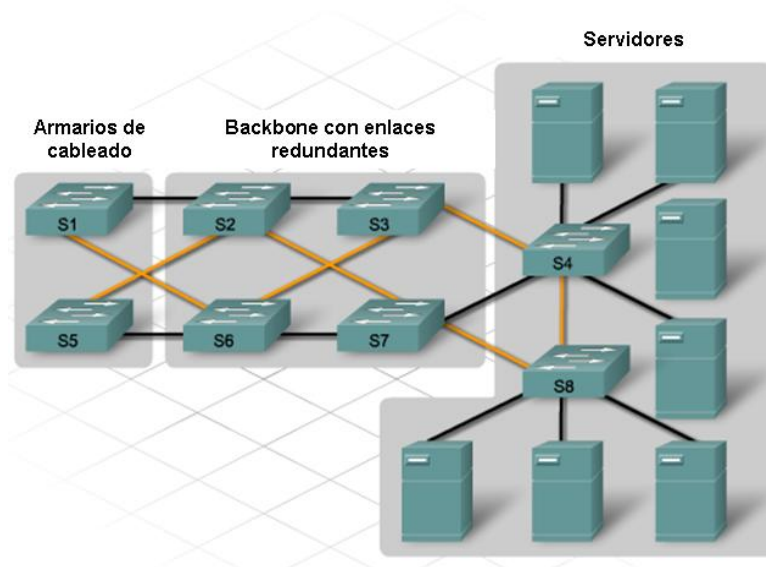 Servidores
Armarios de
cableado
Backbone con enlaces
redundantes
S1
S2
S3
S4
S5
S6
S7
S8